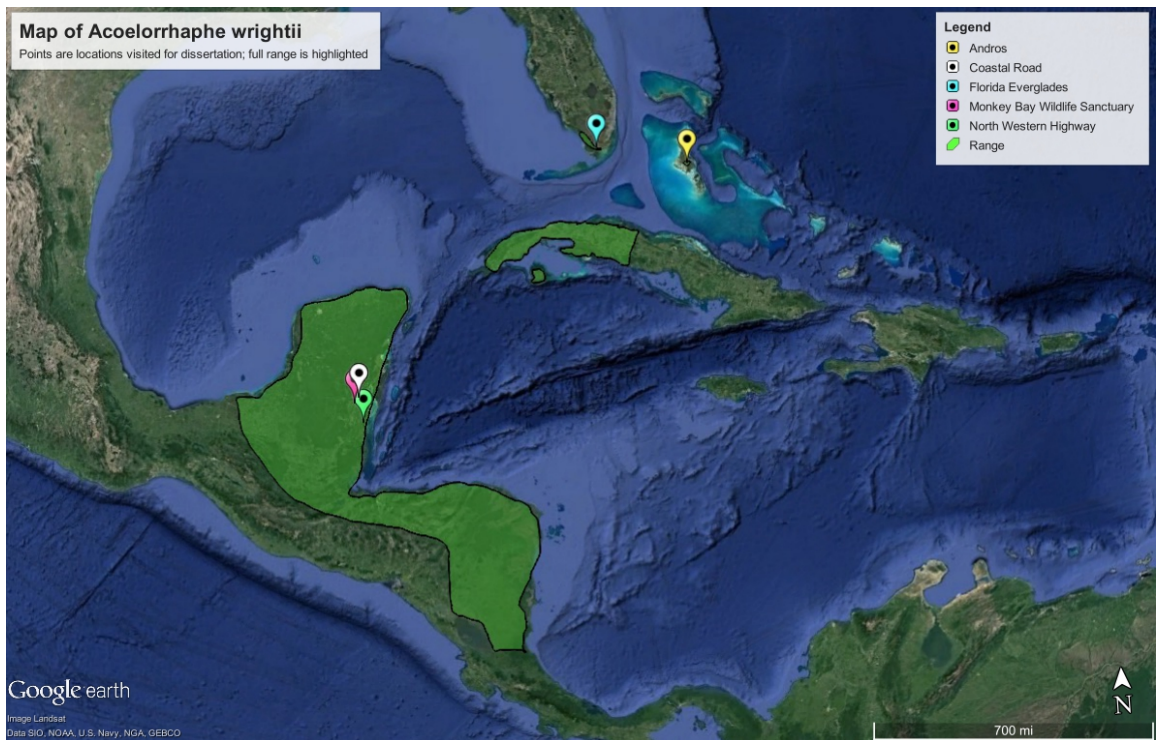 Map of Acoelorrhaphe wrightii
Points are locations visited for dissertation; full range is highlighted
Legend
Andros
Coastal Road
Florida Everglades
Monkey Bay Wildlife Sanctuary
North Western Highway
Range
Google earth
Image Landsat
Data SIO, NOAA, U.S. Navy, NGA, GEBCO
N
700 mi